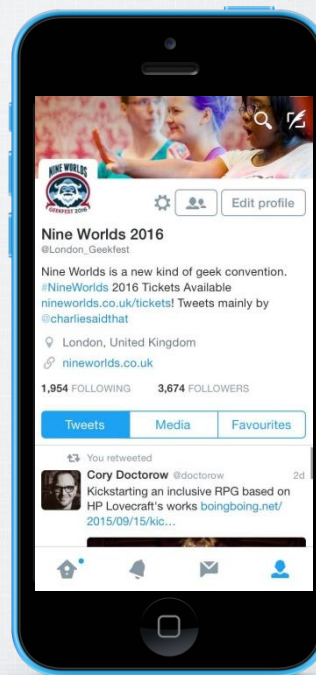 NINE WORLDS
GEEKFEST 2016
Edit profile
Nine Worlds 2016
@London_Geekfest
Nine Worlds is a new kind of geek convention.
#NineWorlds 2016 Tickets Available
nineworlds.co.uk/tickets! Tweets mainly by
@charliesaidthat
London, United Kingdom
nineworlds.co.uk
1,954 FOLLOWING 3,674 FOLLOWERS
Tweets Media Favourites
You retweeted
Cory Doctorow @doctorow 2d
Kickstarting an inclusive RPG based on
HP Lovecraft's works boingboing.net/
2015/09/15/kic…